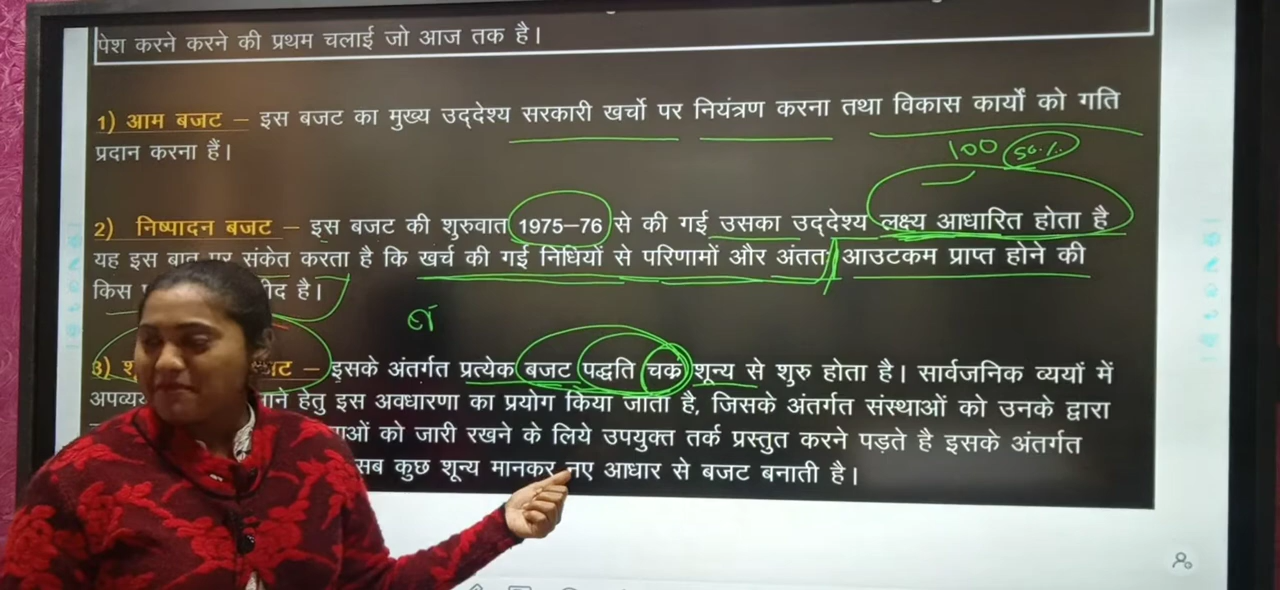 पेश करने करने की प्रथम चलाई जो आज तक है।
1) आम बजट – इस बजट का मुख्य उद्देश्य सरकारी खर्चो पर नियंत्रण करना तथा विकास कार्यों को गति
प्रदान करना हैं।
100 50%
2) निष्पादन बजट – इस बजट की शुरुवात 1975–76 से की गई उसका उद्देश्य लक्ष्य आधारित होता है
यह इस बात पर संकेत करता है कि खर्च की गई निधियों से परिणामों और अंतत: आउटकम प्राप्त होने की
किस है।
3) – इसके अंतर्गत प्रत्येक बजट पद्धति चक्र शून्य से शुरु होता है। सार्वजनिक व्ययों में
हेतु इस अवधारणा का प्रयोग किया जाता है, जिसके अंतर्गत संस्थाओं को उनके द्वारा
को जारी रखने के लिये उपयुक्त तर्क प्रस्तुत करने पड़ते है इसके अंतर्गत
सब कुछ शून्य मानकर नए आधार से बजट बनाती है।